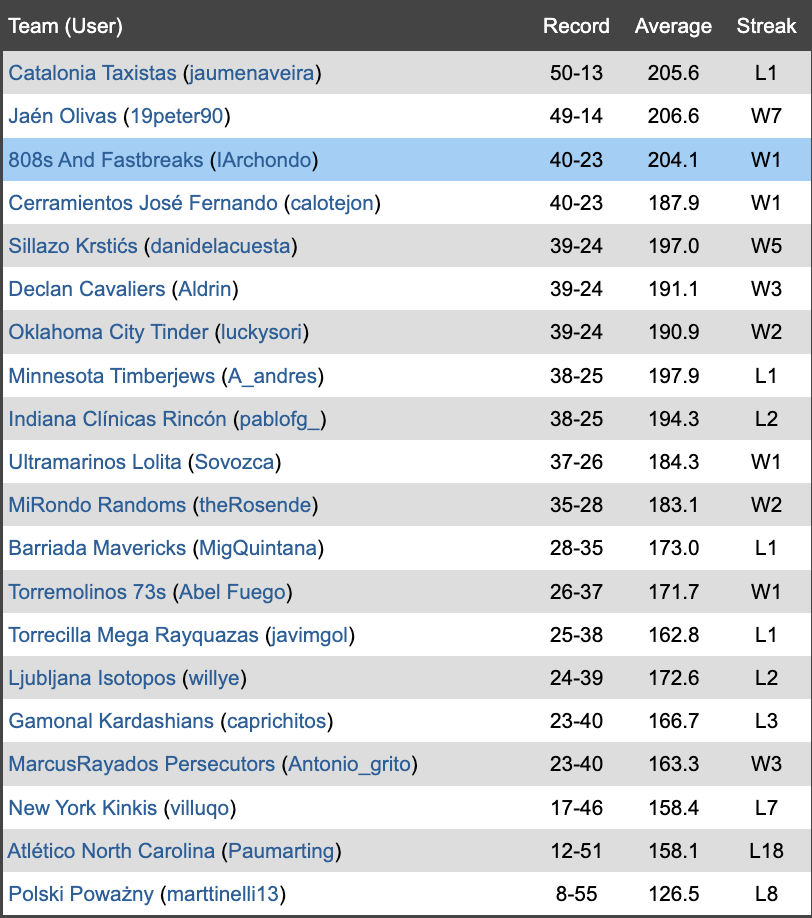 Team (User) Record Average Streak
Catalonia Taxistas (jaumenaveira) 50-13 205.6 L1
Jaén Olivas (19peter90) 49-14 206.6 W7
808s And Fastbreaks (IArchondo) 40-23 204.1 W1
Cerramientos José Fernando (calotejon) 40-23 187.9 W1
Sillazo Krstićs (danidelacuesta) 39-24 197.0 W5
Declan Cavaliers (Aldrin) 39-24 191.1 W3
Oklahoma City Tinder (luckysori) 39-24 190.9 W2
Minnesota Timberjews (A_andres) 38-25 197.9 L1
Indiana Clínicas Rincón (pablofg_) 38-25 194.3 L2
Ultramarinos Lolita (Sovozca) 37-26 184.3 W1
MiRondo Randoms (theRosende) 35-28 183.1 W2
Barriada Mavericks (MigQuintana) 28-35 173.0 L1
Torremolinos 73s (Abel Fuego) 26-37 171.7 W1
Torrecilla Mega Rayquazas (javimgol) 25-38 162.8 L1
Ljubljana Isotopos (willye) 24-39 172.6 L2
Gamonal Kardashians (caprichitos) 23-40 166.7 L3
MarcusRayados Persecutors (Antonio_grito) 23-40 163.3 W3
New York Kinkis (villuqo) 17-46 158.4 L7
Atlético North Carolina (Paumarting) 12-51 158.1 L18
Polski Poważny (marttinelli13) 8-55 126.5 L8